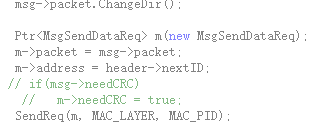 msg->packet.ChangeDir();
Ptr<MsgSendDataReq> m(new MsgSendDataReq);
m->packet = msg->packet;
m->address = header->nextID;
// if(msg->needCRC)
//   m->needCRC = true;
SendReq(m, MAC_LAYER, MAC_PID);